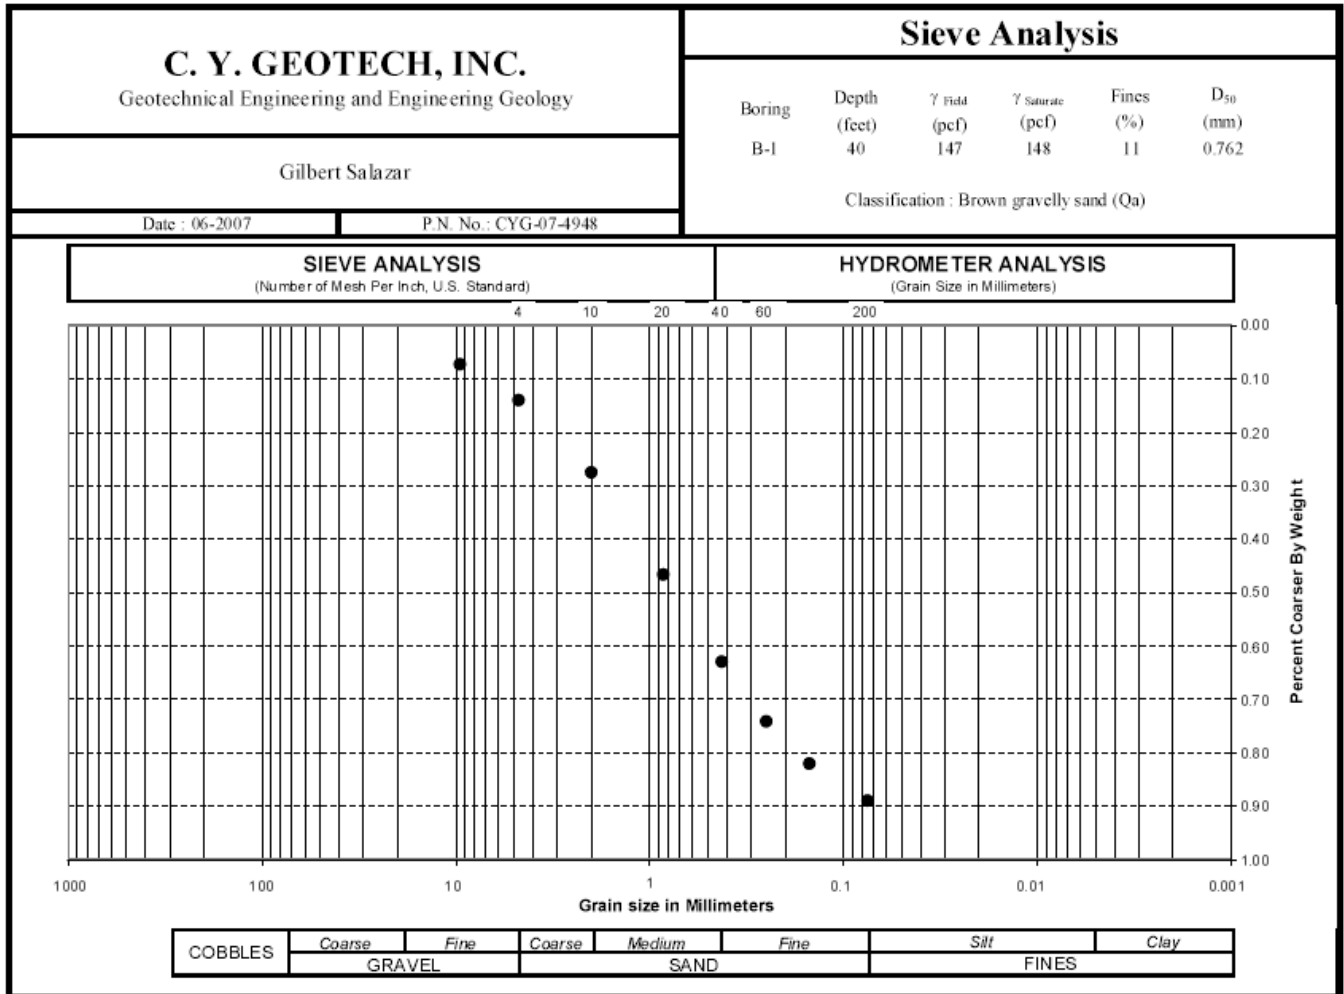 C. Y. GEOTECH, INC.
Geotechnical Engineering and Engineering Geology
Gilbert Salazar
Date : 06-2007
P.N. No.: CYG-07-4948
Sieve Analysis
Boring Depth (feet) γ Field (pcf) γ Saturate (pcf) Fines (%) D50 (mm)
B-1 40 147 148 11 0.762
Classification : Brown gravelly sand (Qa)
SIEVE ANALYSIS
(Number of Mesh Per Inch, U.S. Standard)
HYDROMETER ANALYSIS
(Grain Size in Millimeters)
4 10 20 40 60 200
0.00
0.10
0.20
0.30
0.40
0.50
0.60
0.70
0.80
0.90
1.00
Percent Coarser By Weight
1000 100 10 1 0.1 0.01 0.001
Grain size in Millimeters
COBBLES
Coarse Fine Coarse Medium Fine Silt Clay
GRAVEL SAND FINES